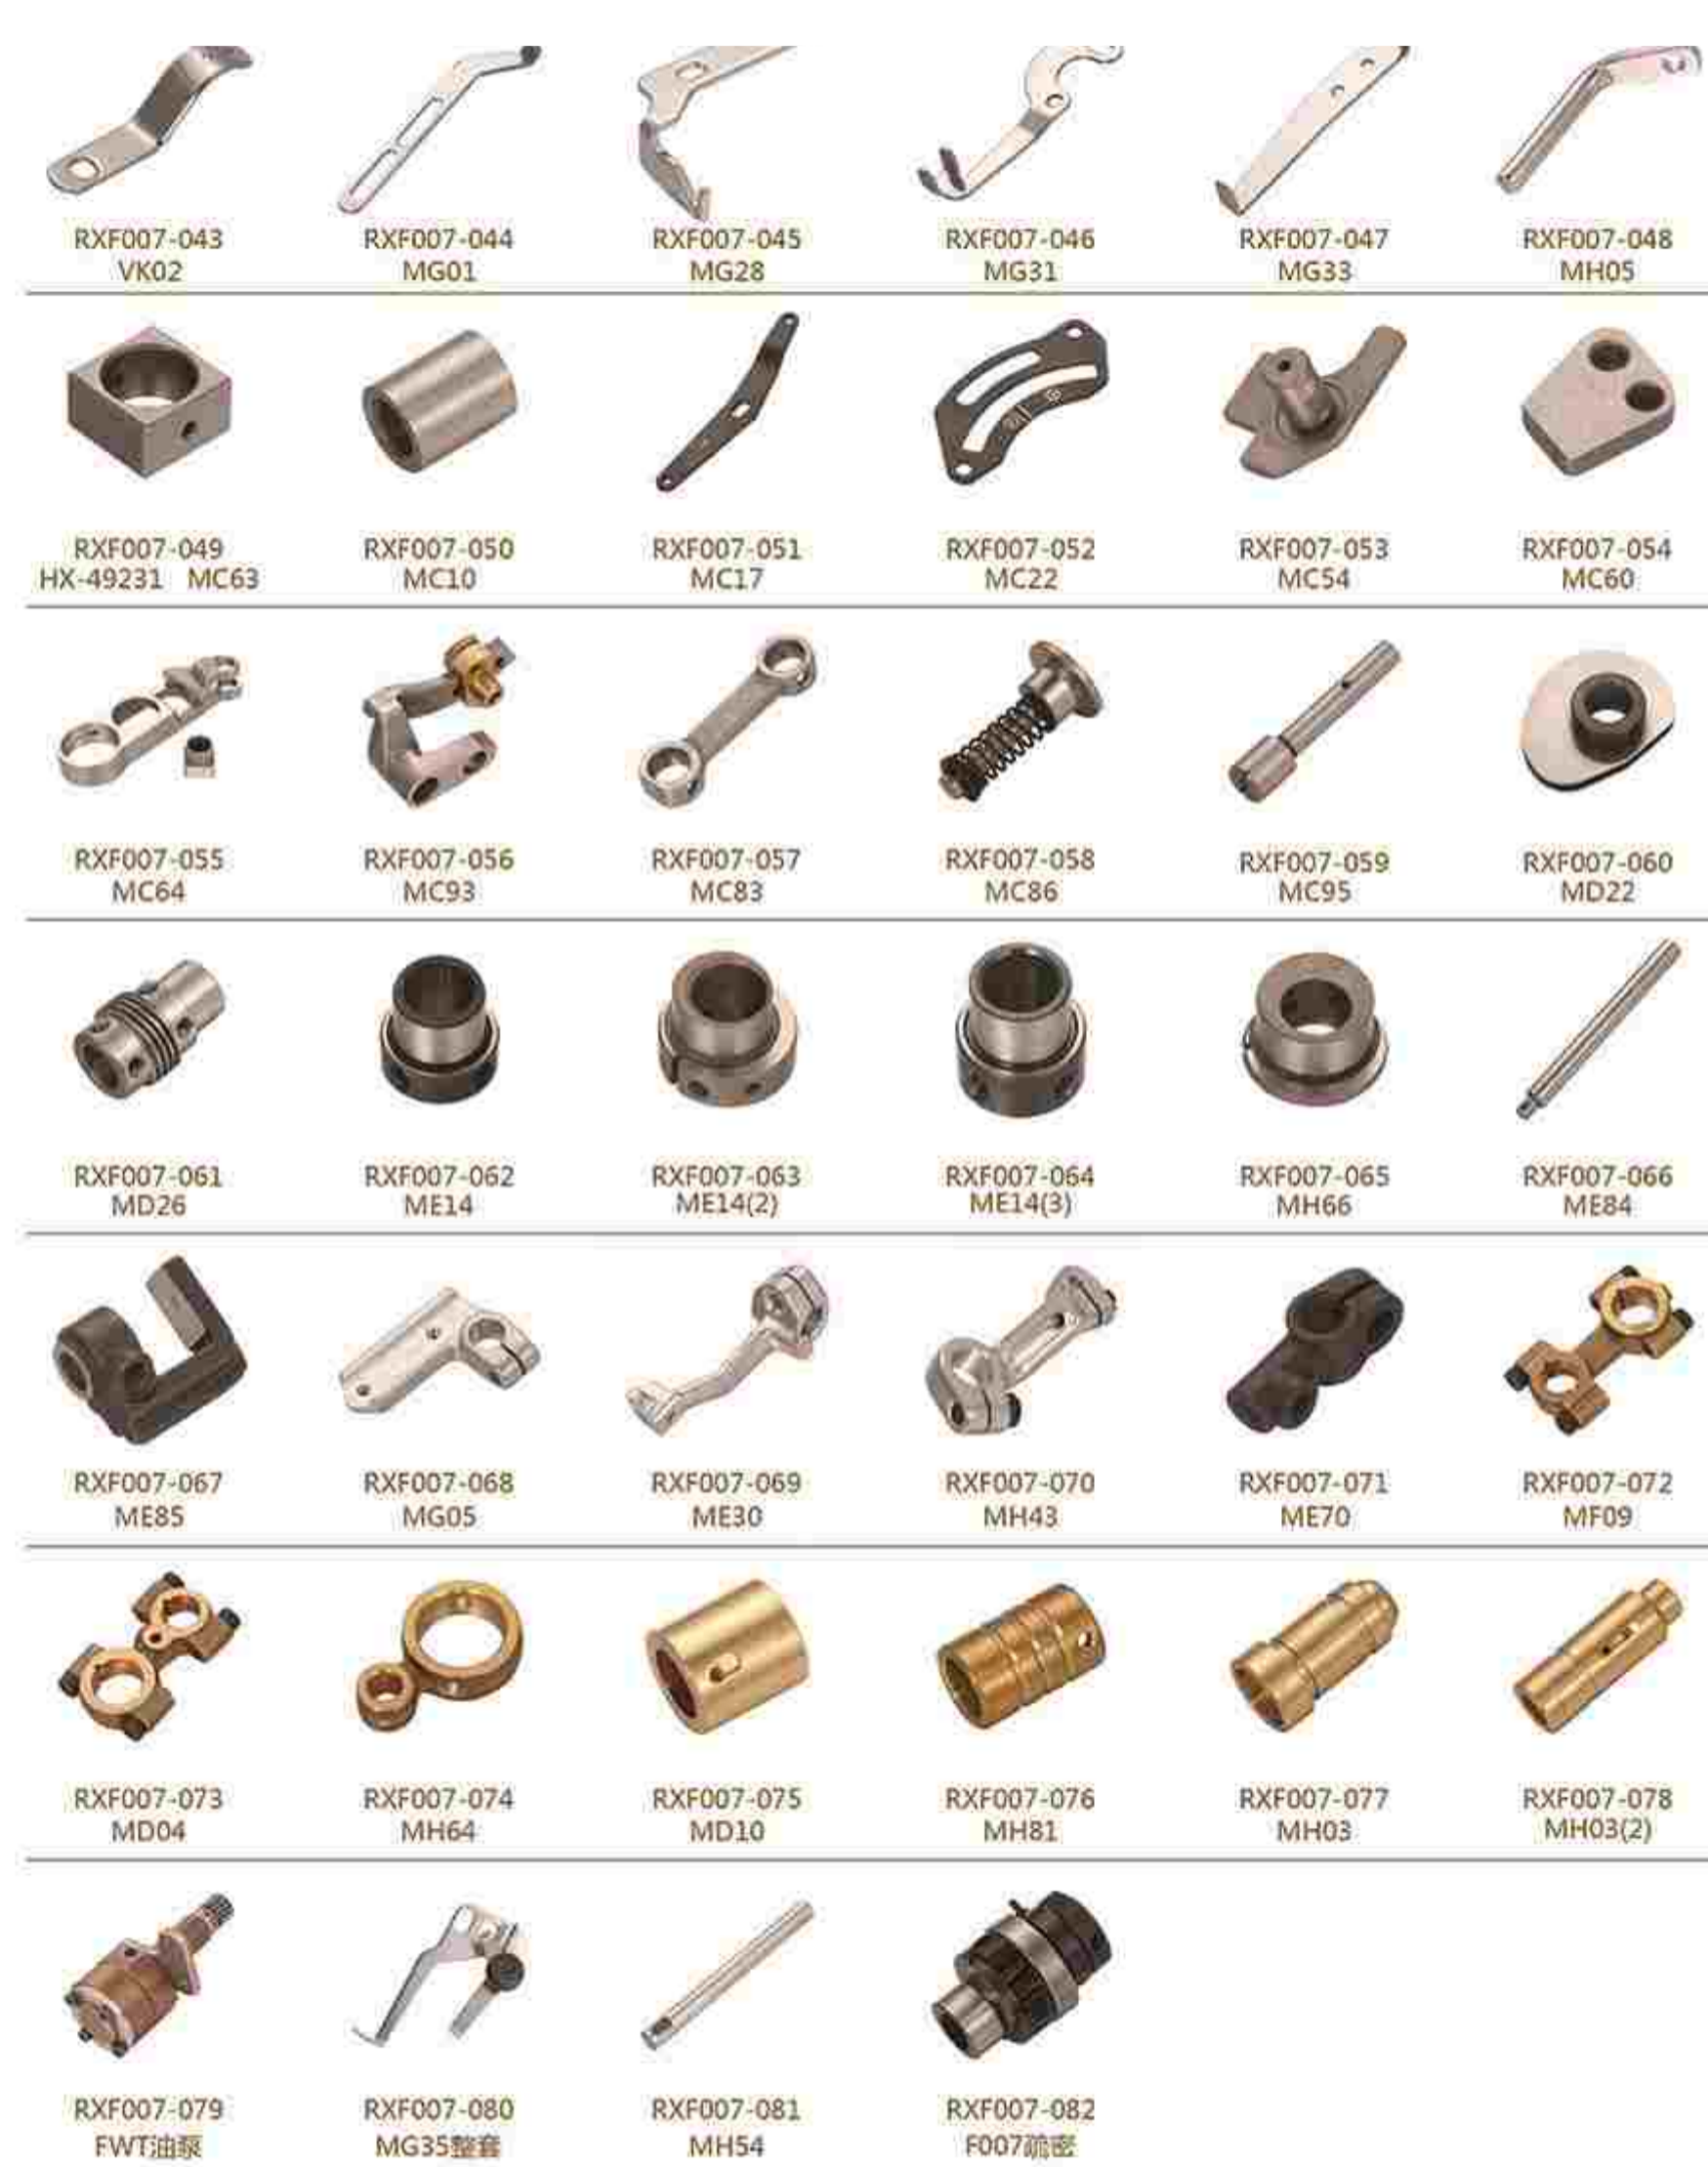 RXF007-043 RXF007-044 RXF007-045 RXF007-046 RXF007-047 RXF007-048
VK02 MG01 MG28 MG31 MG33 MH05
RXF007-049 RXF007-050 RXF007-051 RXF007-052 RXF007-053 RXF007-054
HX-49231 MC63 MC10 MC17 MC22 MC54 MC60
RXF007-055 RXF007-056 RXF007-057 RXF007-058 RXF007-059 RXF007-060
MC64 MC93 MC83 MC86 MC95 MD22
RXF007-061 RXF007-062 RXF007-063 RXF007-064 RXF007-065 RXF007-066
MD26 ME14 ME14(2) ME14(3) MH66 ME84
RXF007-067 RXF007-068 RXF007-069 RXF007-070 RXF007-071 RXF007-072
ME85 MG05 ME30 MH43 ME70 MF09
RXF007-073 RXF007-074 RXF007-075 RXF007-076 RXF007-077 RXF007-078
MD04 MH64 MD10 MH81 MH03 MH03(2)
RXF007-079 RXF007-080 RXF007-081 RXF007-082
FWT油泵 MG35整套 MH54 F007疏密